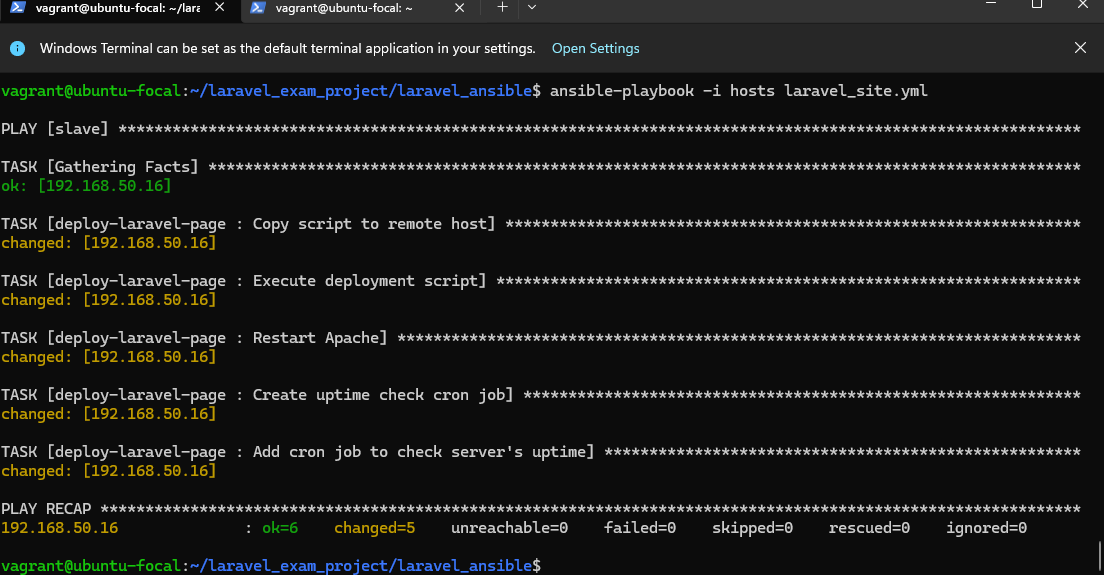 vagrant@ubuntu-focal: ~/lara
vagrant@ubuntu-focal: ~
Windows Terminal can be set as the default terminal application in your settings. Open Settings
vagrant@ubuntu-focal:~/laravel_exam_project/laravel_ansible$ ansible-playbook -i hosts laravel_site.yml
PLAY [slave] ***********************************************************************************************************
TASK [Gathering Facts] *************************************************************************************************
ok: [192.168.50.16]
TASK [deploy-laravel-page : Copy script to remote host] ****************************************************************
changed: [192.168.50.16]
TASK [deploy-laravel-page : Execute deployment script] *****************************************************************
changed: [192.168.50.16]
TASK [deploy-laravel-page : Restart Apache] ****************************************************************************
changed: [192.168.50.16]
TASK [deploy-laravel-page : Create uptime check cron job] **************************************************************
changed: [192.168.50.16]
TASK [deploy-laravel-page : Add cron job to check server's uptime] *****************************************************
changed: [192.168.50.16]
PLAY RECAP *************************************************************************************************************
192.168.50.16              : ok=6    changed=5    unreachable=0    failed=0    skipped=0    rescued=0    ignored=0
vagrant@ubuntu-focal:~/laravel_exam_project/laravel_ansible$